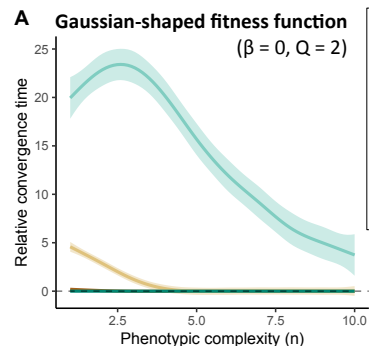 A Gaussian-shaped fitness function
(β = 0, Q = 2)
Relative convergence time
25
20
15
10
5
0
2.5 5.0 7.5 10.0
Phenotypic complexity (n)